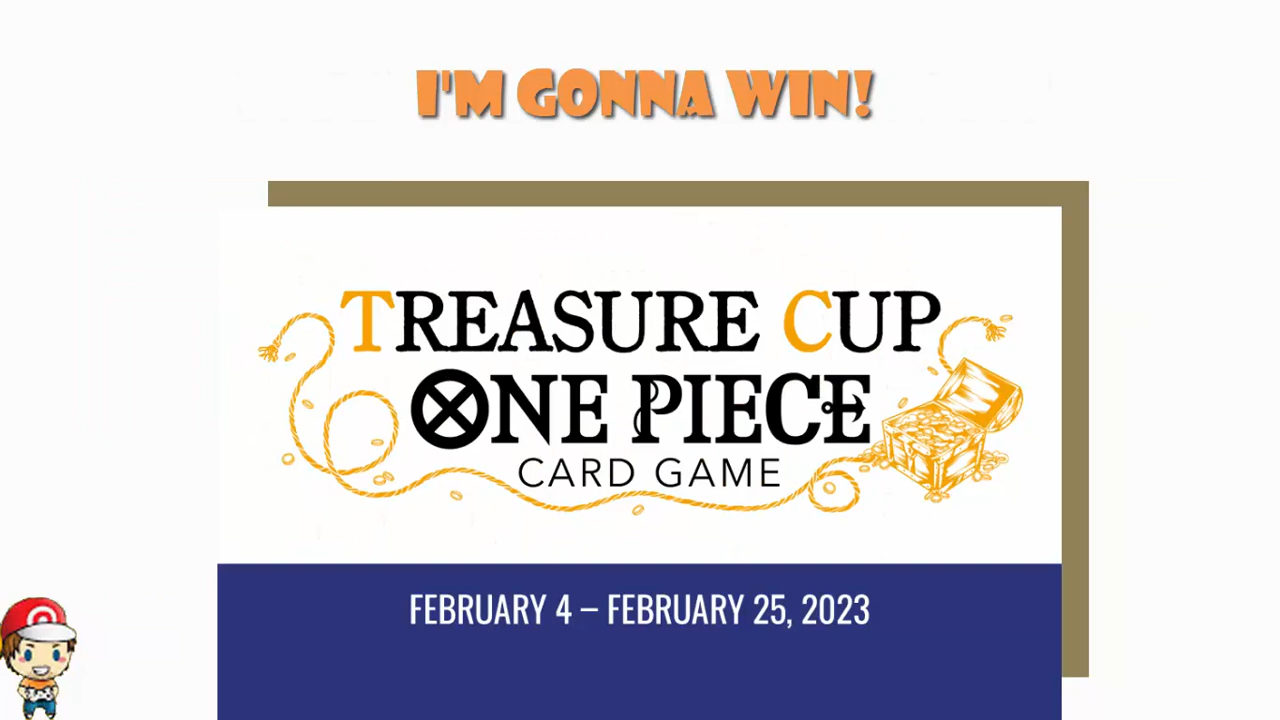 I'M GONNA WIN!
TREASURE CUP
ONE PIECE
CARD GAME
FEBRUARY 4 – FEBRUARY 25, 2023